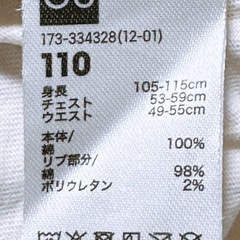 173-334328(12-01)
110
身長 105-115cm
チェスト 53-59cm
ウエスト 49-55cm
本体/
綿 100%
リブ部分/
綿 98%
ポリウレタン 2%